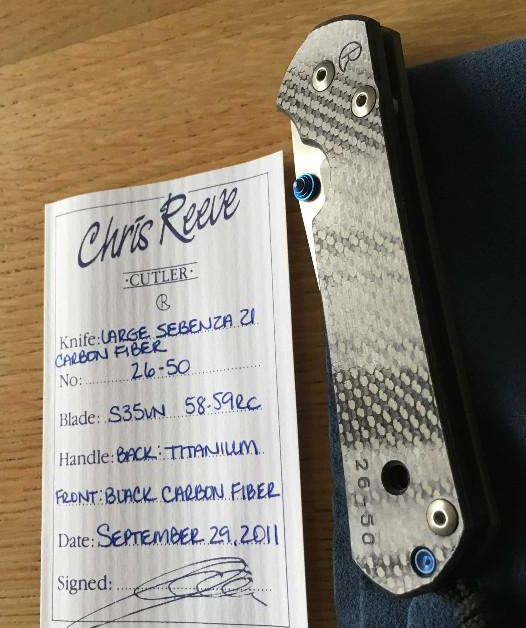 Chris Reeve
·CUTLER·
Knife: LARGE SEBENZA 21
CARBON FIBER
No: 26-50
Blade: S35VN 58-59RC
Handle: BACK: TITANIUM
FRONT: BLACK CARBON FIBER
Date: SEPTEMBER 29, 2011
Signed:
26-50